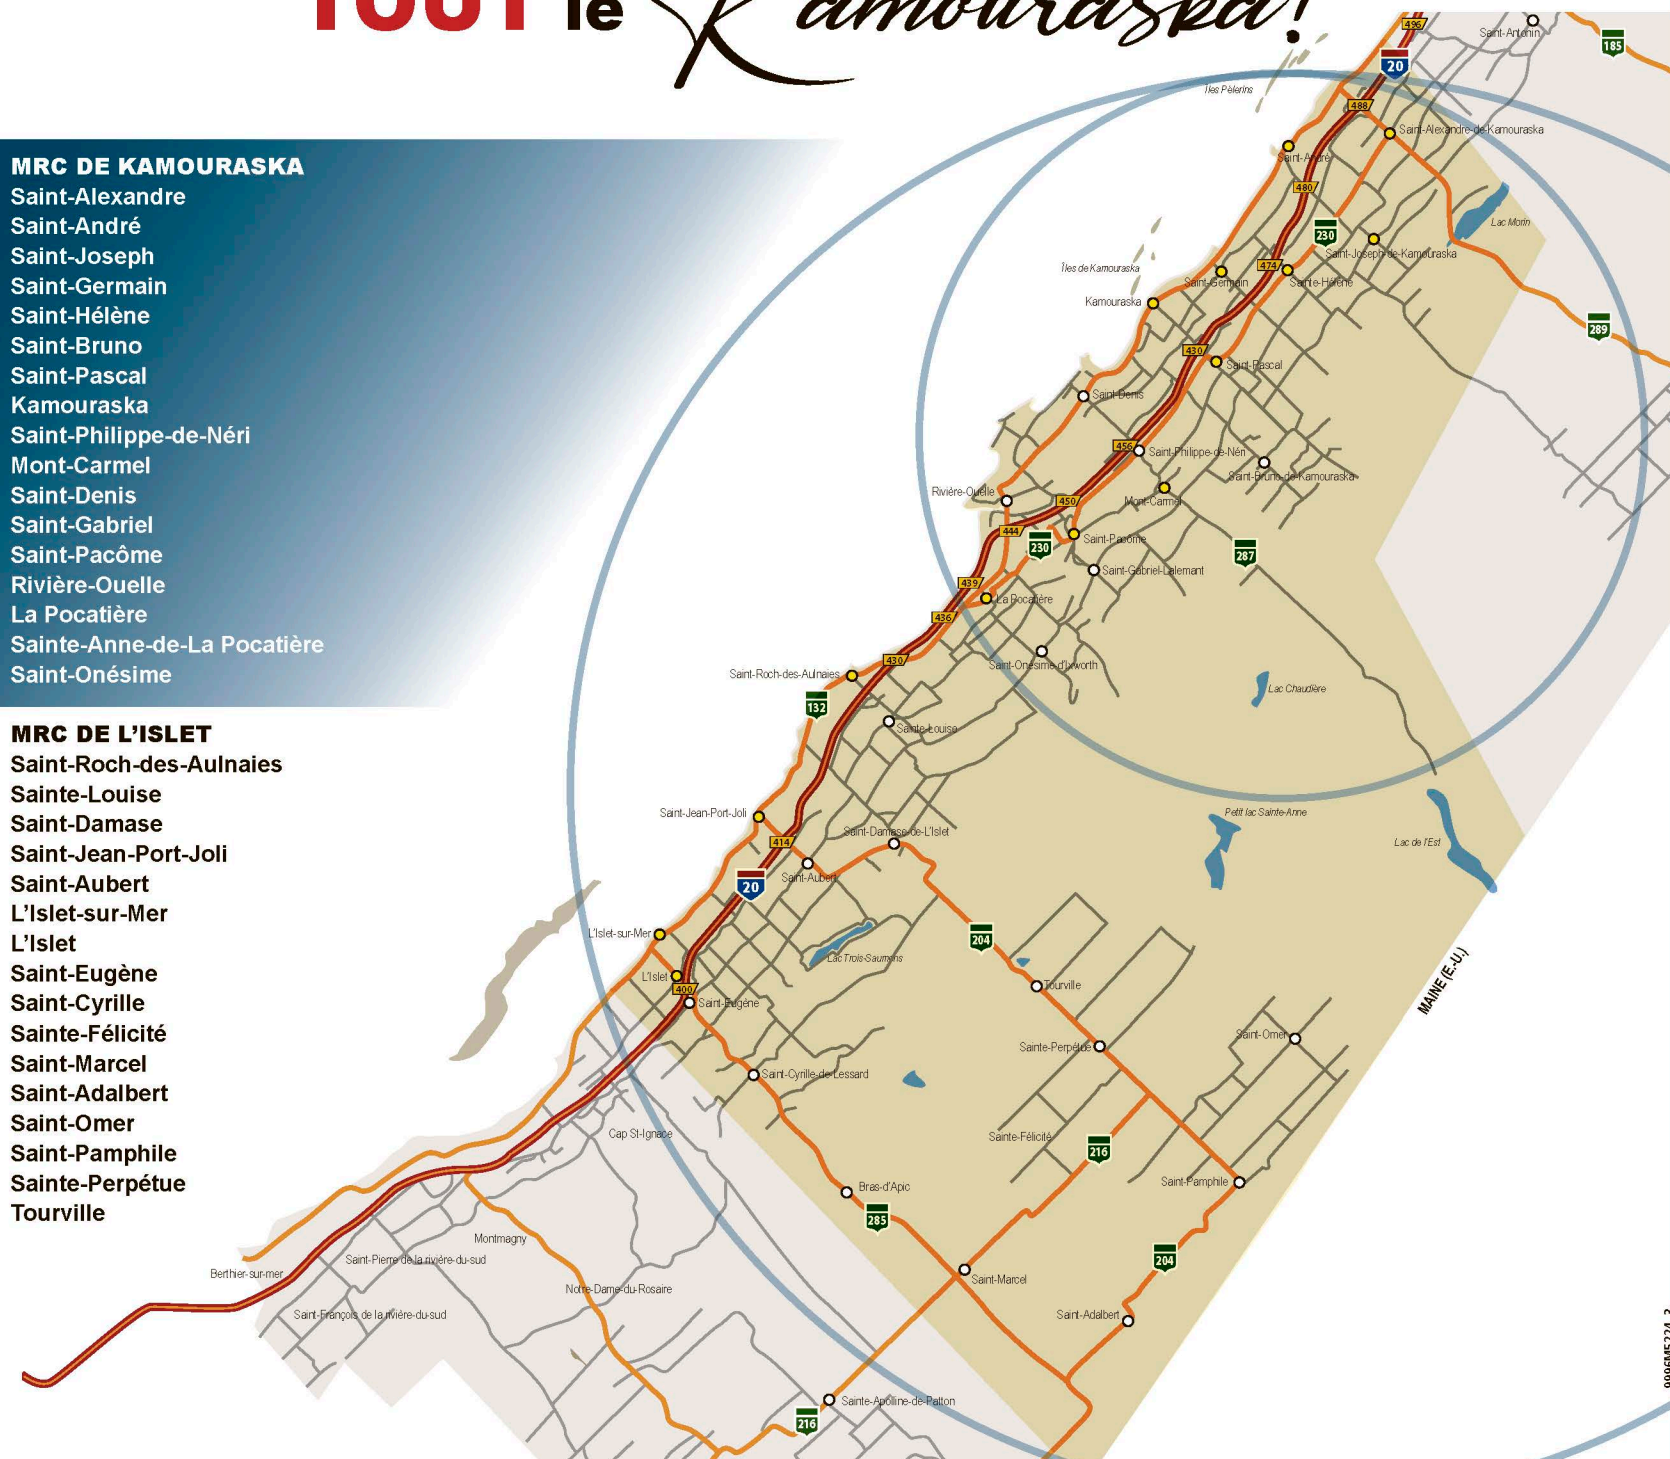 TOUT le Kamouraska!
MRC DE KAMOURASKA
Saint-Alexandre
Saint-André
Saint-Joseph
Saint-Germain
Saint-Hélène
Saint-Bruno
Saint-Pascal
Kamouraska
Saint-Philippe-de-Néri
Mont-Carmel
Saint-Denis
Saint-Gabriel
Saint-Pacôme
Rivière-Ouelle
La Pocatière
Sainte-Anne-de-La Pocatière
Saint-Onésime
MRC DE L'ISLET
Saint-Roch-des-Aulnaies
Sainte-Louise
Saint-Damase
Saint-Jean-Port-Joli
Saint-Aubert
L'Islet-sur-Mer
L'Islet
Saint-Eugène
Saint-Cyrille
Sainte-Félicité
Saint-Marcel
Saint-Adalbert
Saint-Omer
Saint-Pamphile
Sainte-Perpétue
Tourville
496
Saint-Antonin
185
20
Îles Pèlerins
488
Saint-Alexandre-de-Kamouraska
Saint-André
480
Lac Morin
230
Saint-Joseph-de-Kamouraska
Îles de Kamouraska
474
Saint-Germain
Sainte-Hélène
Kamouraska
289
430
Saint-Pascal
Saint-Denis
456
Saint-Philippe-de-Néri
Saint-Bruno-de-Kamouraska
Rivière-Ouelle
450
Mont-Carmel
444
230
Saint-Pacôme
287
Saint-Gabriel-Lalemant
439
La Pocatière
436
430
Saint-Onésime-d'Ixworth
Saint-Roch-des-Aulnaies
Lac Chaudière
132
Sainte-Louise
Saint-Jean-Port-Joli
Petit lac Sainte-Anne
Saint-Damase-de-L'Islet
414
Lac de l'Est
Saint-Aubert
20
L'Islet-sur-Mer
204
Lac Trois-Saumons
L'Islet
400
Tourville
MAINE (É.-U.)
Saint-Eugène
Saint-Omer
Sainte-Perpétue
Saint-Cyrille-de-Lessard
Cap St-Ignace
Sainte-Félicité
216
Saint-Pamphile
Bras-d'Apic
285
Montmagny
Saint-Pierre de la rivière-du-sud
204
Berthier-sur-mer
Saint-Marcel
Notre-Dame-du-Rosaire
Saint-François de la rivière-du-sud
Saint-Adalbert
Sainte-Apolline-de-Patton
216